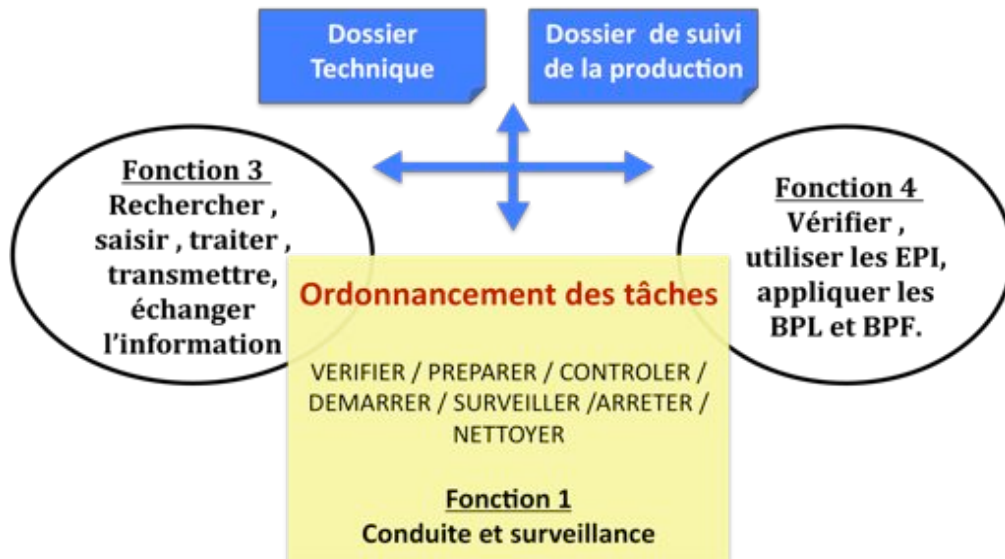 Dossier
Technique
Dossier de suivi
de la production
Fonction 3
Rechercher ,
saisir , traiter ,
transmettre,
échanger
l'information
Fonction 4
Vérifier ,
utiliser les EPI,
appliquer les
BPL et BPF.
Ordonnancement des tâches
VERIFIER / PREPARER / CONTROLER /
DEMARRER / SURVEILLER /ARRETER /
NETTOYER
Fonction 1
Conduite et surveillance